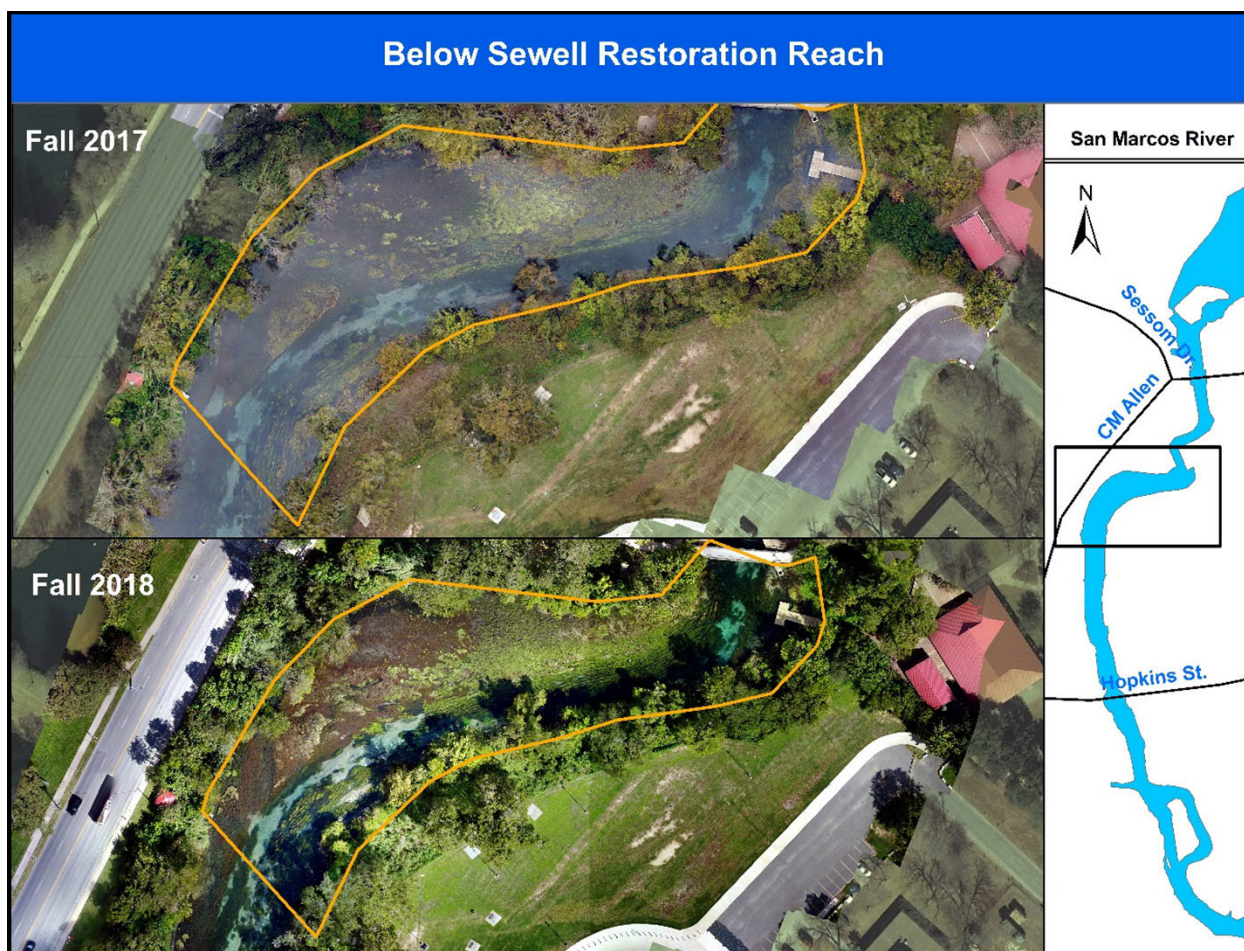 Below Sewell Restoration Reach
Fall 2017
San Marcos River
N
Sessom Dr.
CM Allen
Hopkins St.
Fall 2018